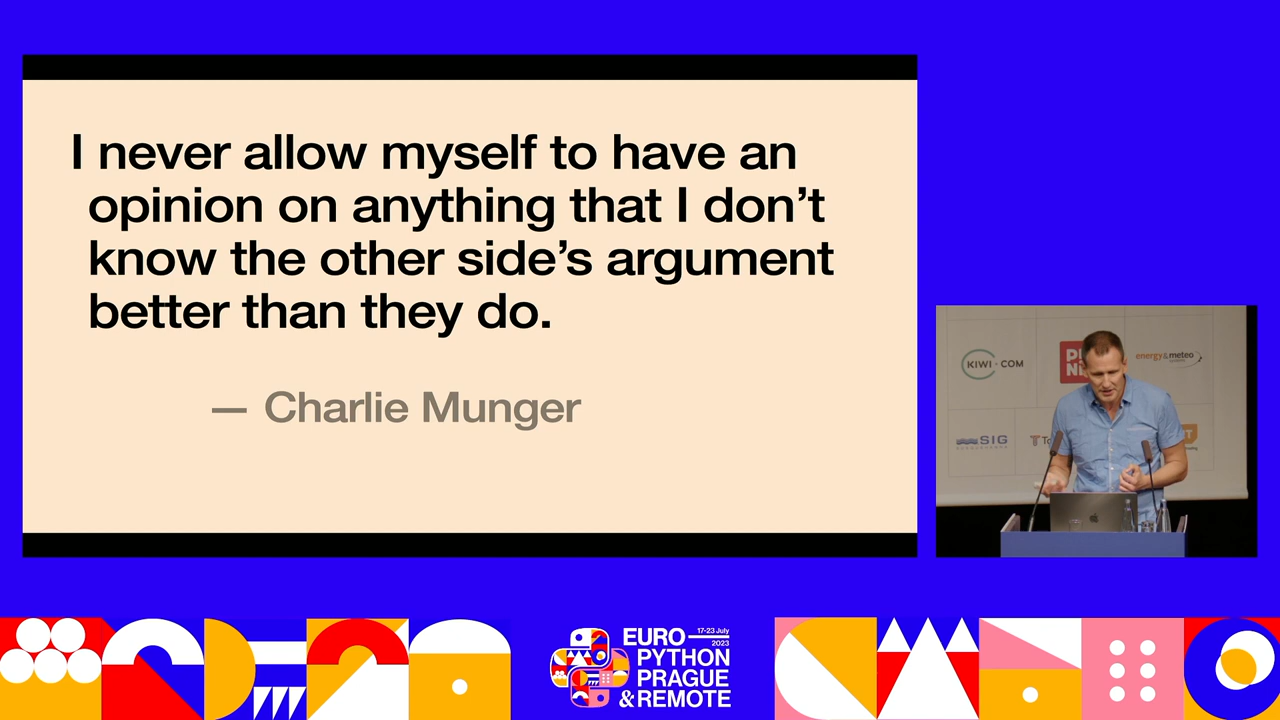 I never allow myself to have an
opinion on anything that I don’t
know the other side’s argument
better than they do.
— Charlie Munger
KIWI·COM
energy & meteo
SIG
EURO
17-23 July
2023
PYTHON
PRAGUE
& REMOTE